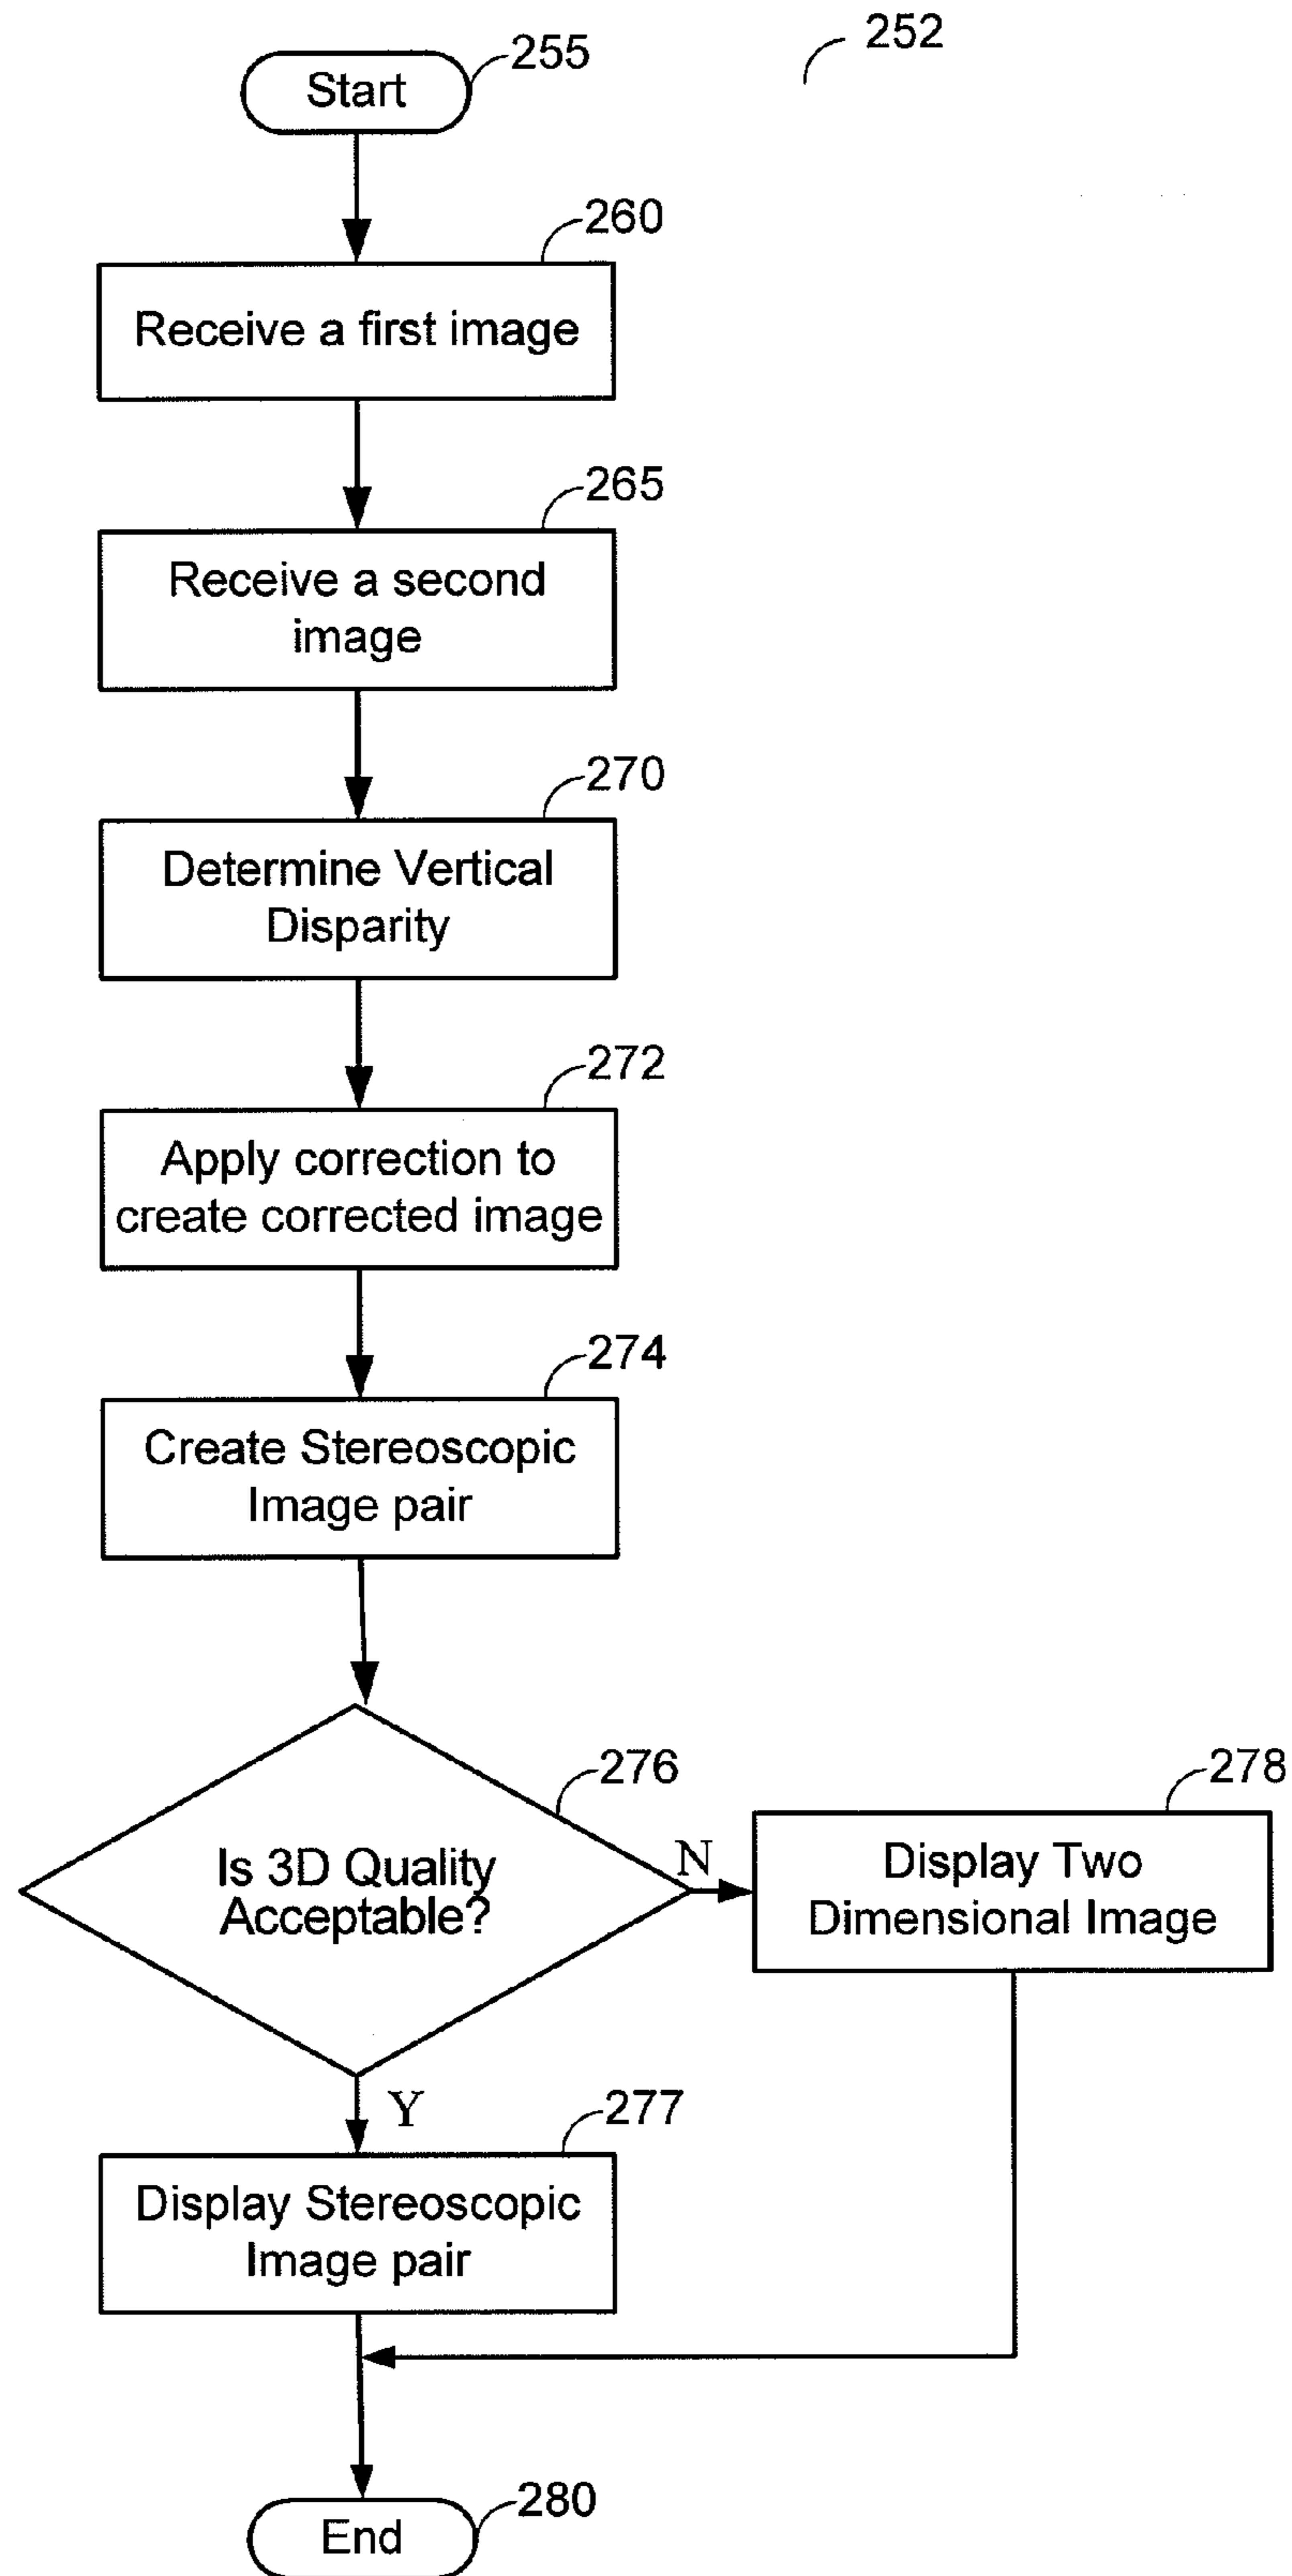 252
255
Start
260
Receive a first image
265
Receive a second
image
270
Determine Vertical
Disparity
272
Apply correction to
create corrected image
274
Create Stereoscopic
Image pair
276
Is 3D Quality
Acceptable?
N
278
Display Two
Dimensional Image
Y
277
Display Stereoscopic
Image pair
280
End